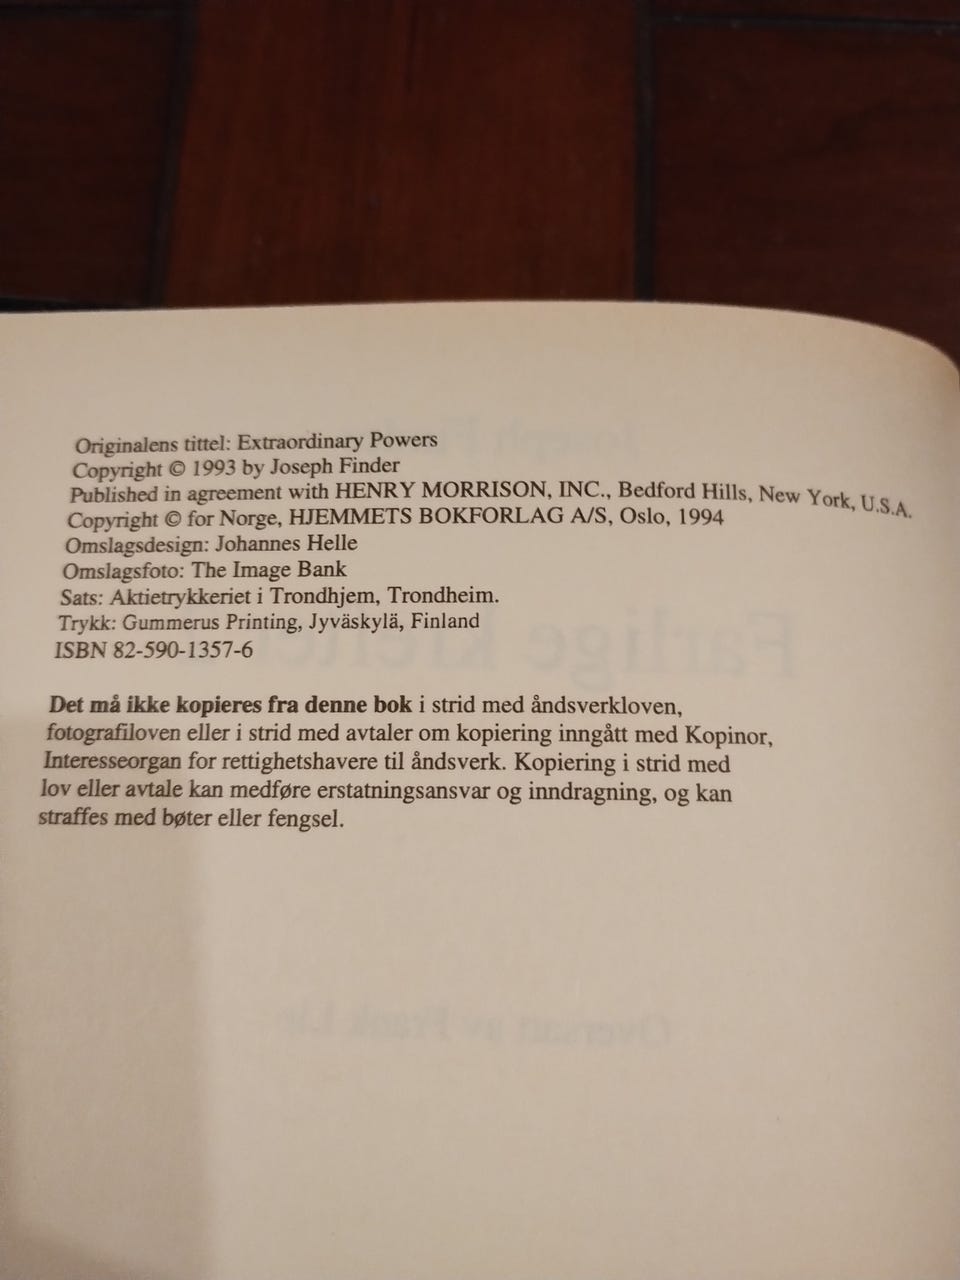 Originalens tittel: Extraordinary Powers
Copyright © 1993 by Joseph Finder
Published in agreement with HENRY MORRISON, INC., Bedford Hills, New York, U.S.A.
Copyright © for Norge, HJEMMETS BOKFORLAG A/S, Oslo, 1994
Omslagsdesign: Johannes Helle
Omslagsfoto: The Image Bank
Sats: Aktietrykkeriet i Trondhjem, Trondheim.
Trykk: Gummerus Printing, Jyväskylä, Finland
ISBN 82-590-1357-6
Det må ikke kopieres fra denne bok i strid med åndsverkloven,
fotografiloven eller i strid med avtaler om kopiering inngått med Kopinor,
Interesseorgan for rettighetshavere til åndsverk. Kopiering i strid med
lov eller avtale kan medføre erstatningsansvar og inndragning, og kan
straffes med bøter eller fengsel.